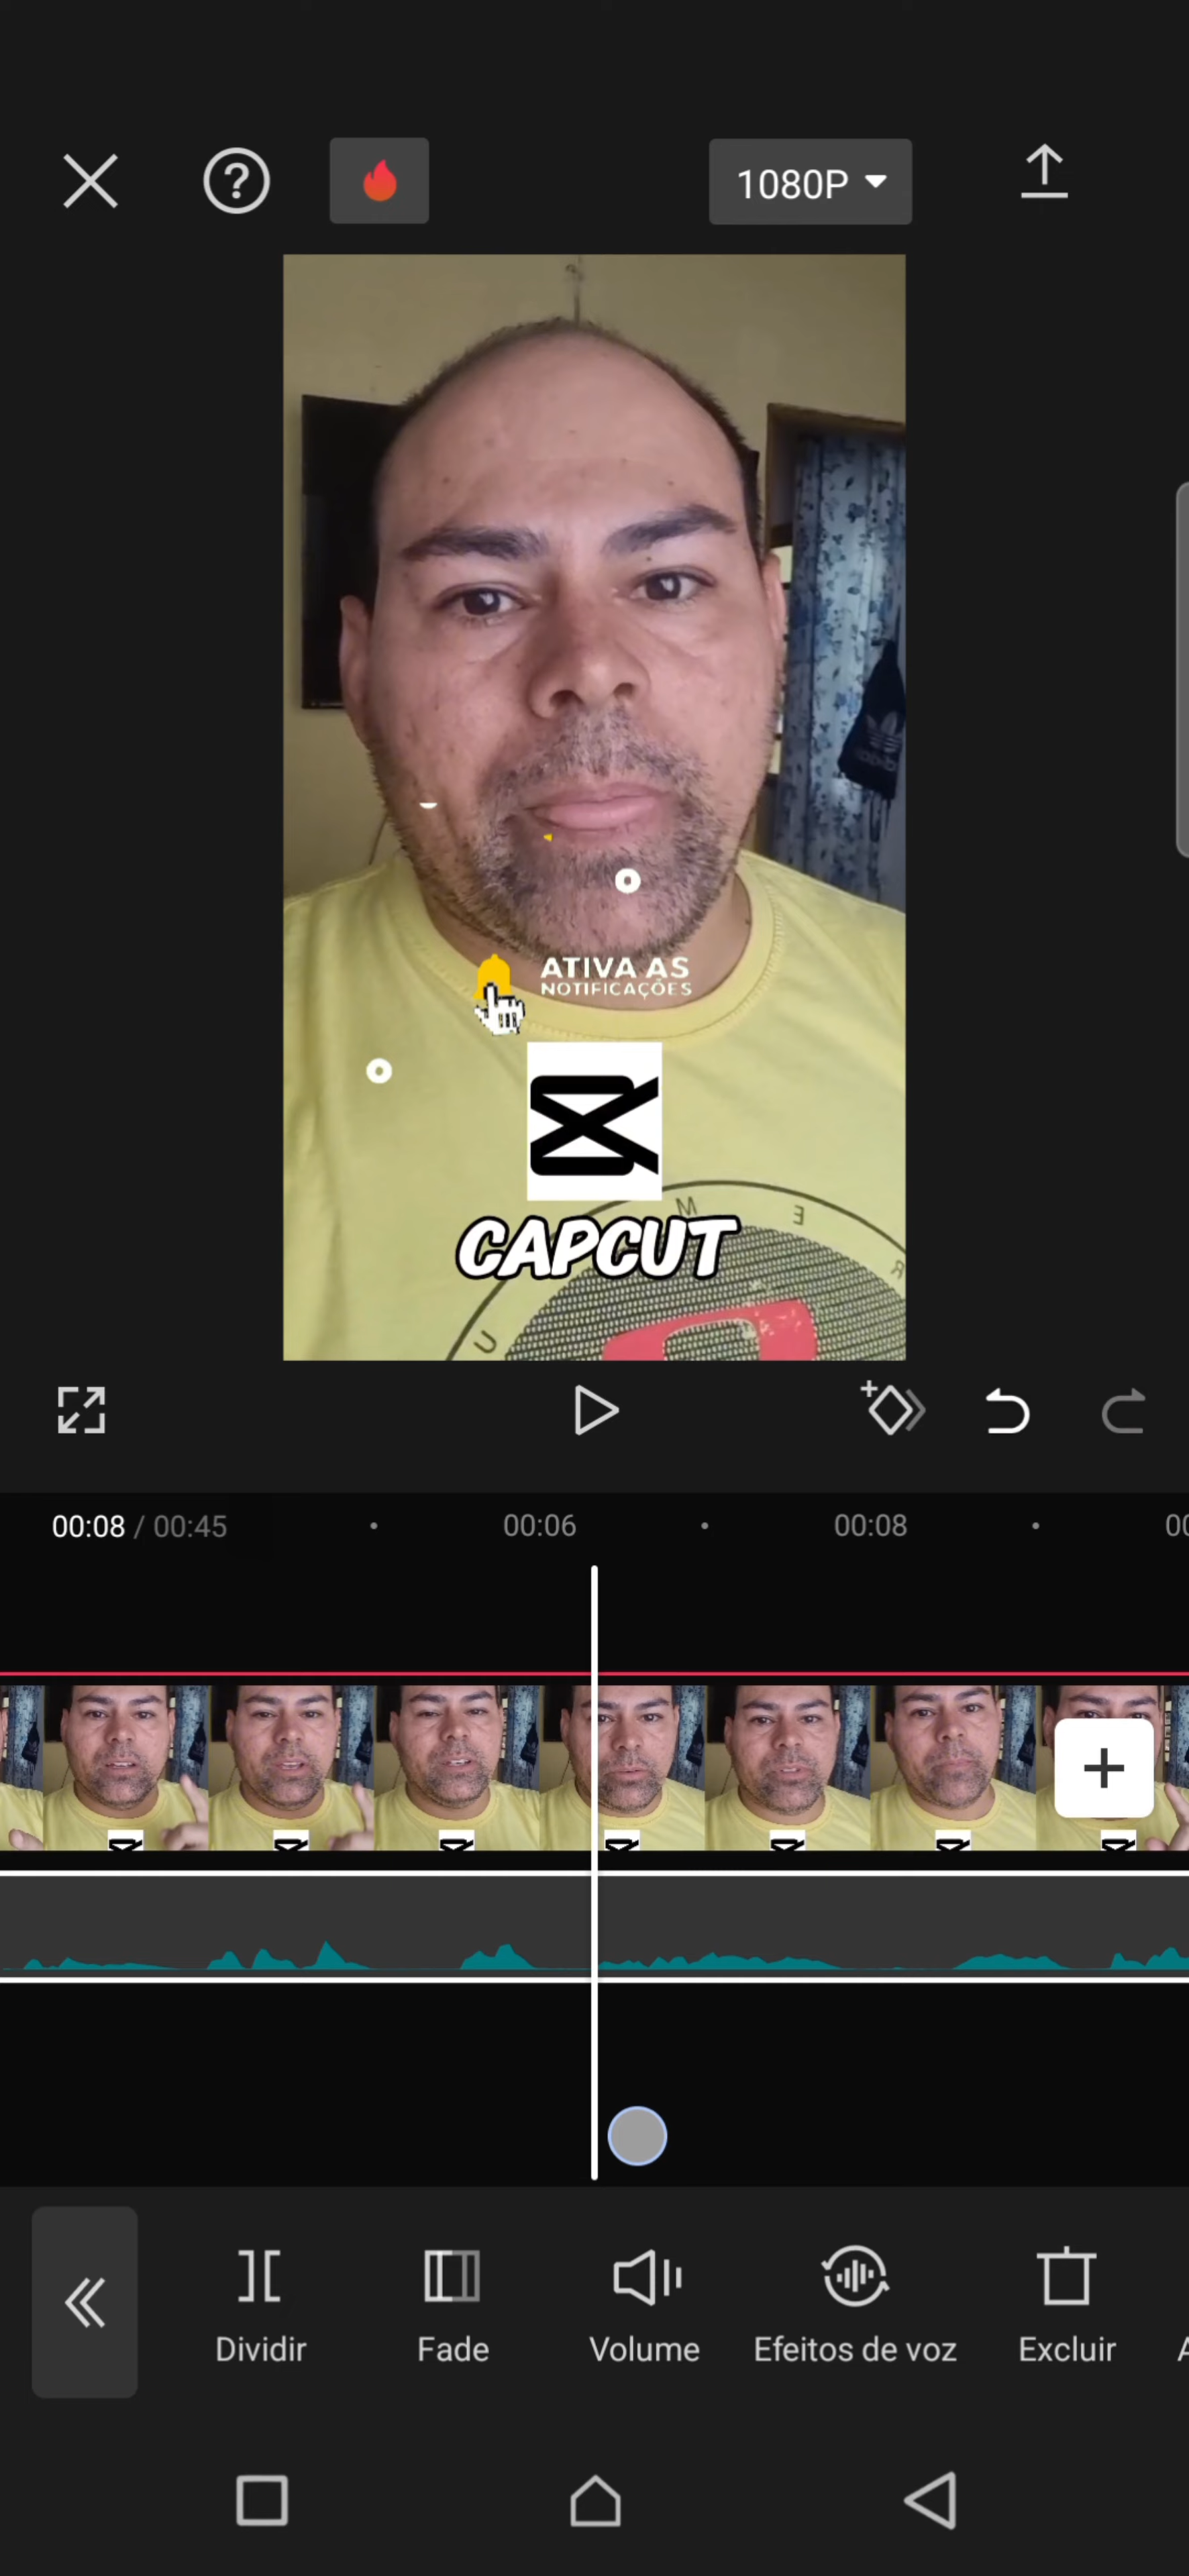 1080P
ATIVA AS
NOTIFICAÇÕES
CAPCUT
U M E R
00:08 / 00:45
00:06
00:08
Dividir
Fade
Volume
Efeitos de voz
Excluir